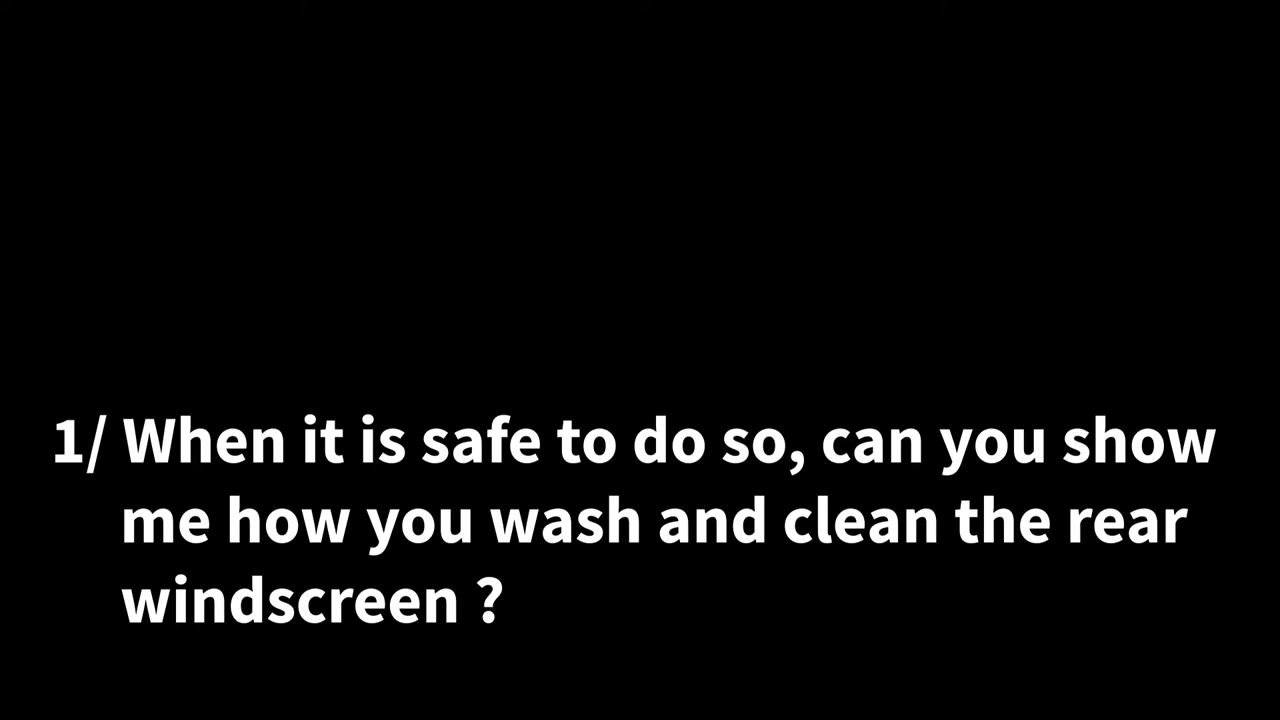 1/ When it is safe to do so, can you show
me how you wash and clean the rear
windscreen ?